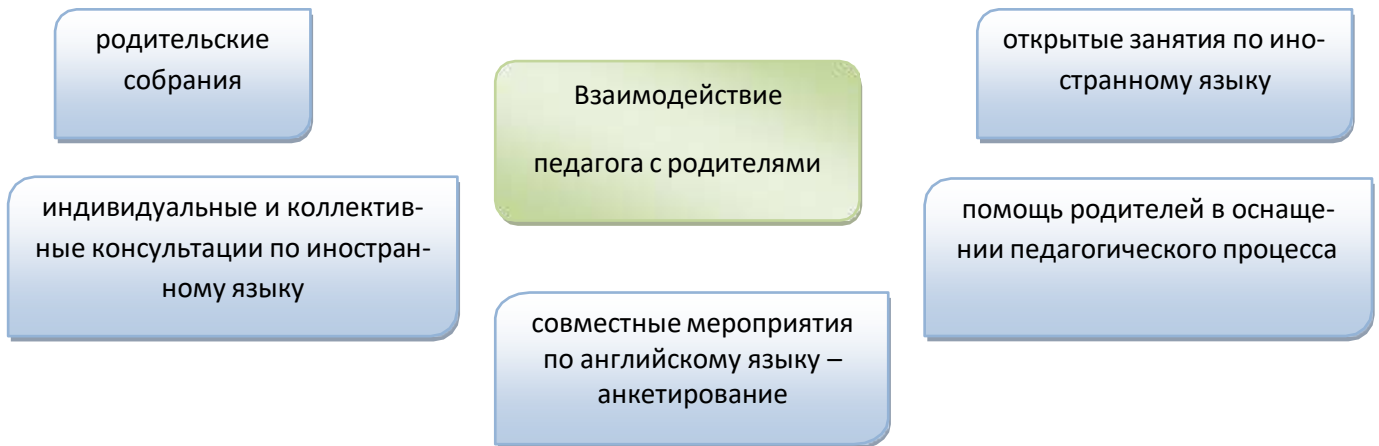 родительские
собрания
Взаимодействие
педагога с родителями
открытые занятия по ино-
странному языку
индивидуальные и коллектив-
ные консультации по иностран-
ному языку
помощь родителей в оснаще-
нии педагогического процесса
совместные мероприятия
по английскому языку –
анкетирование